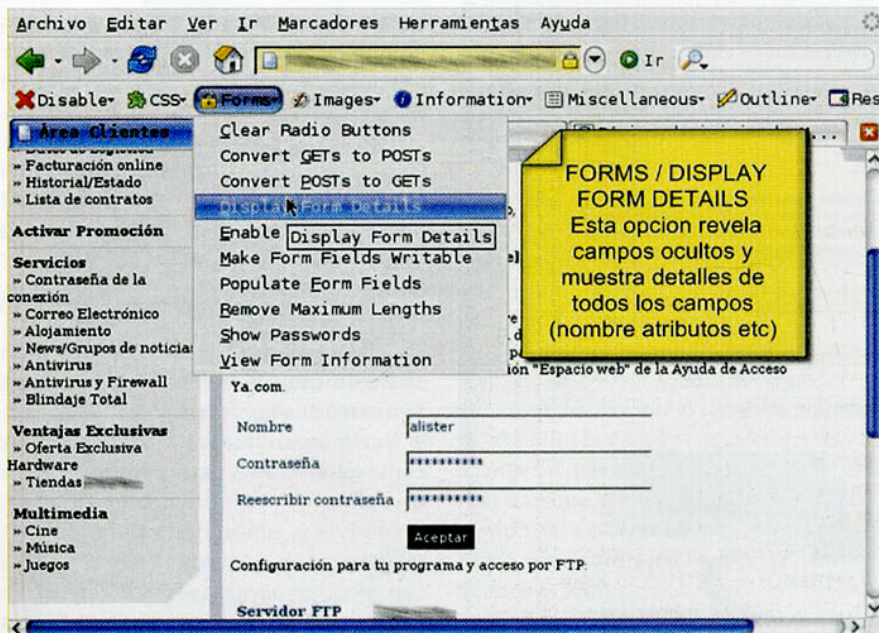 Archivo Editar Ver Ir Marcadores Herramientas Ayuda
Ir
Disable CSS Forms Images Information Miscellaneous Outline Res
Área Clientes
Clear Radio Buttons
Convert GETs to POSTs
Convert POSTs to GETs
Display Form Details
Enable
Display Form Details
Make Form Fields Writable
Populate Form Fields
Remove Maximum Lengths
Show Passwords
View Form Information
FORMS / DISPLAY
FORM DETAILS
Esta opcion revela
campos ocultos y
muestra detalles de
todos los campos
(nombre atributos etc)
» Facturación online
» Historial/Estado
» Lista de contratos
Activar Promoción
Servicios
» Contraseña de la
conexión
» Correo Electrónico
» Alojamiento
» News/Grupos de noticia
» Antivirus
» Antivirus y Firewall
» Blindaje Total
Ventajas Exclusivas
» Oferta Exclusiva
Hardware
» Tiendas
Multimedia
» Cine
» Música
» Juegos
"Espacio web" de la Ayuda de Acceso
Ya.com.
Nombre alister
Contraseña **********
Reescribir contraseña **********
Aceptar
Configuración para tu programa y acceso por FTP:
Servidor FTP